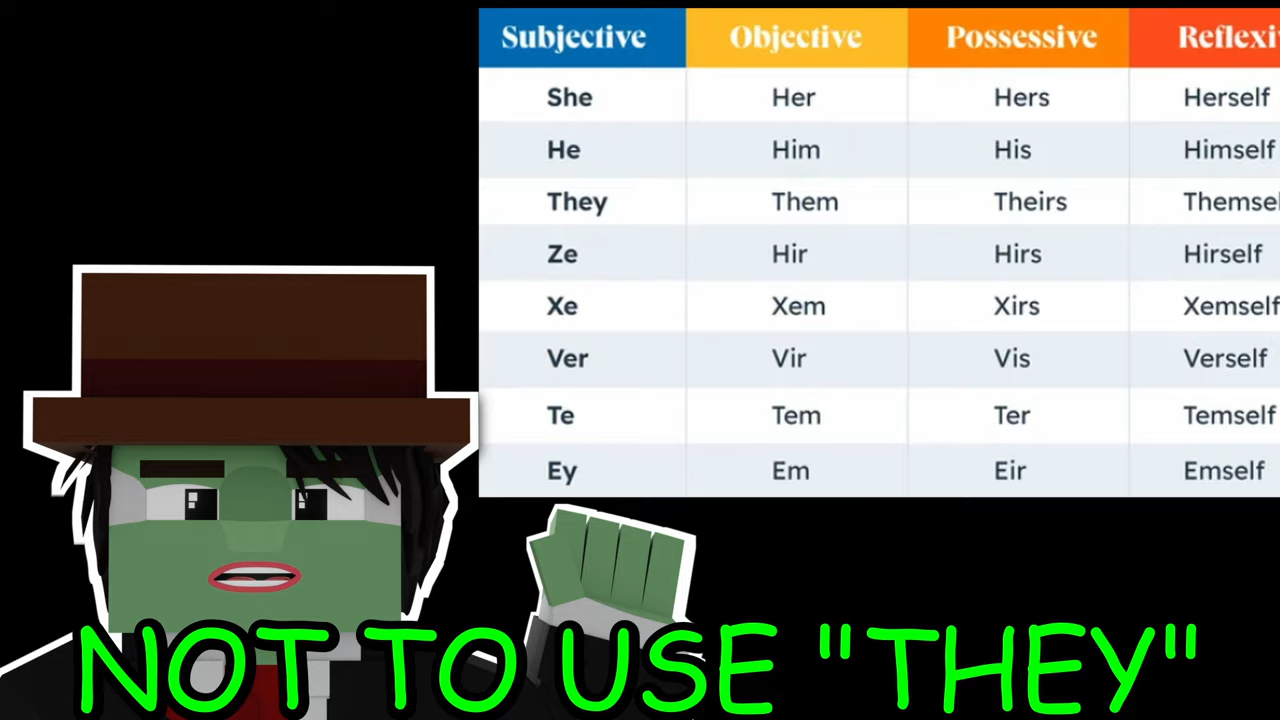 Subjective Objective Possessive Reflexiv
She Her Hers Herself
He Him His Himself
They Them Theirs Themsel
Ze Hir Hirs Hirself
Xe Xem Xirs Xemself
Ver Vir Vis Verself
Te Tem Ter Temself
Ey Em Eir Emself
NOT TO USE "THEY"